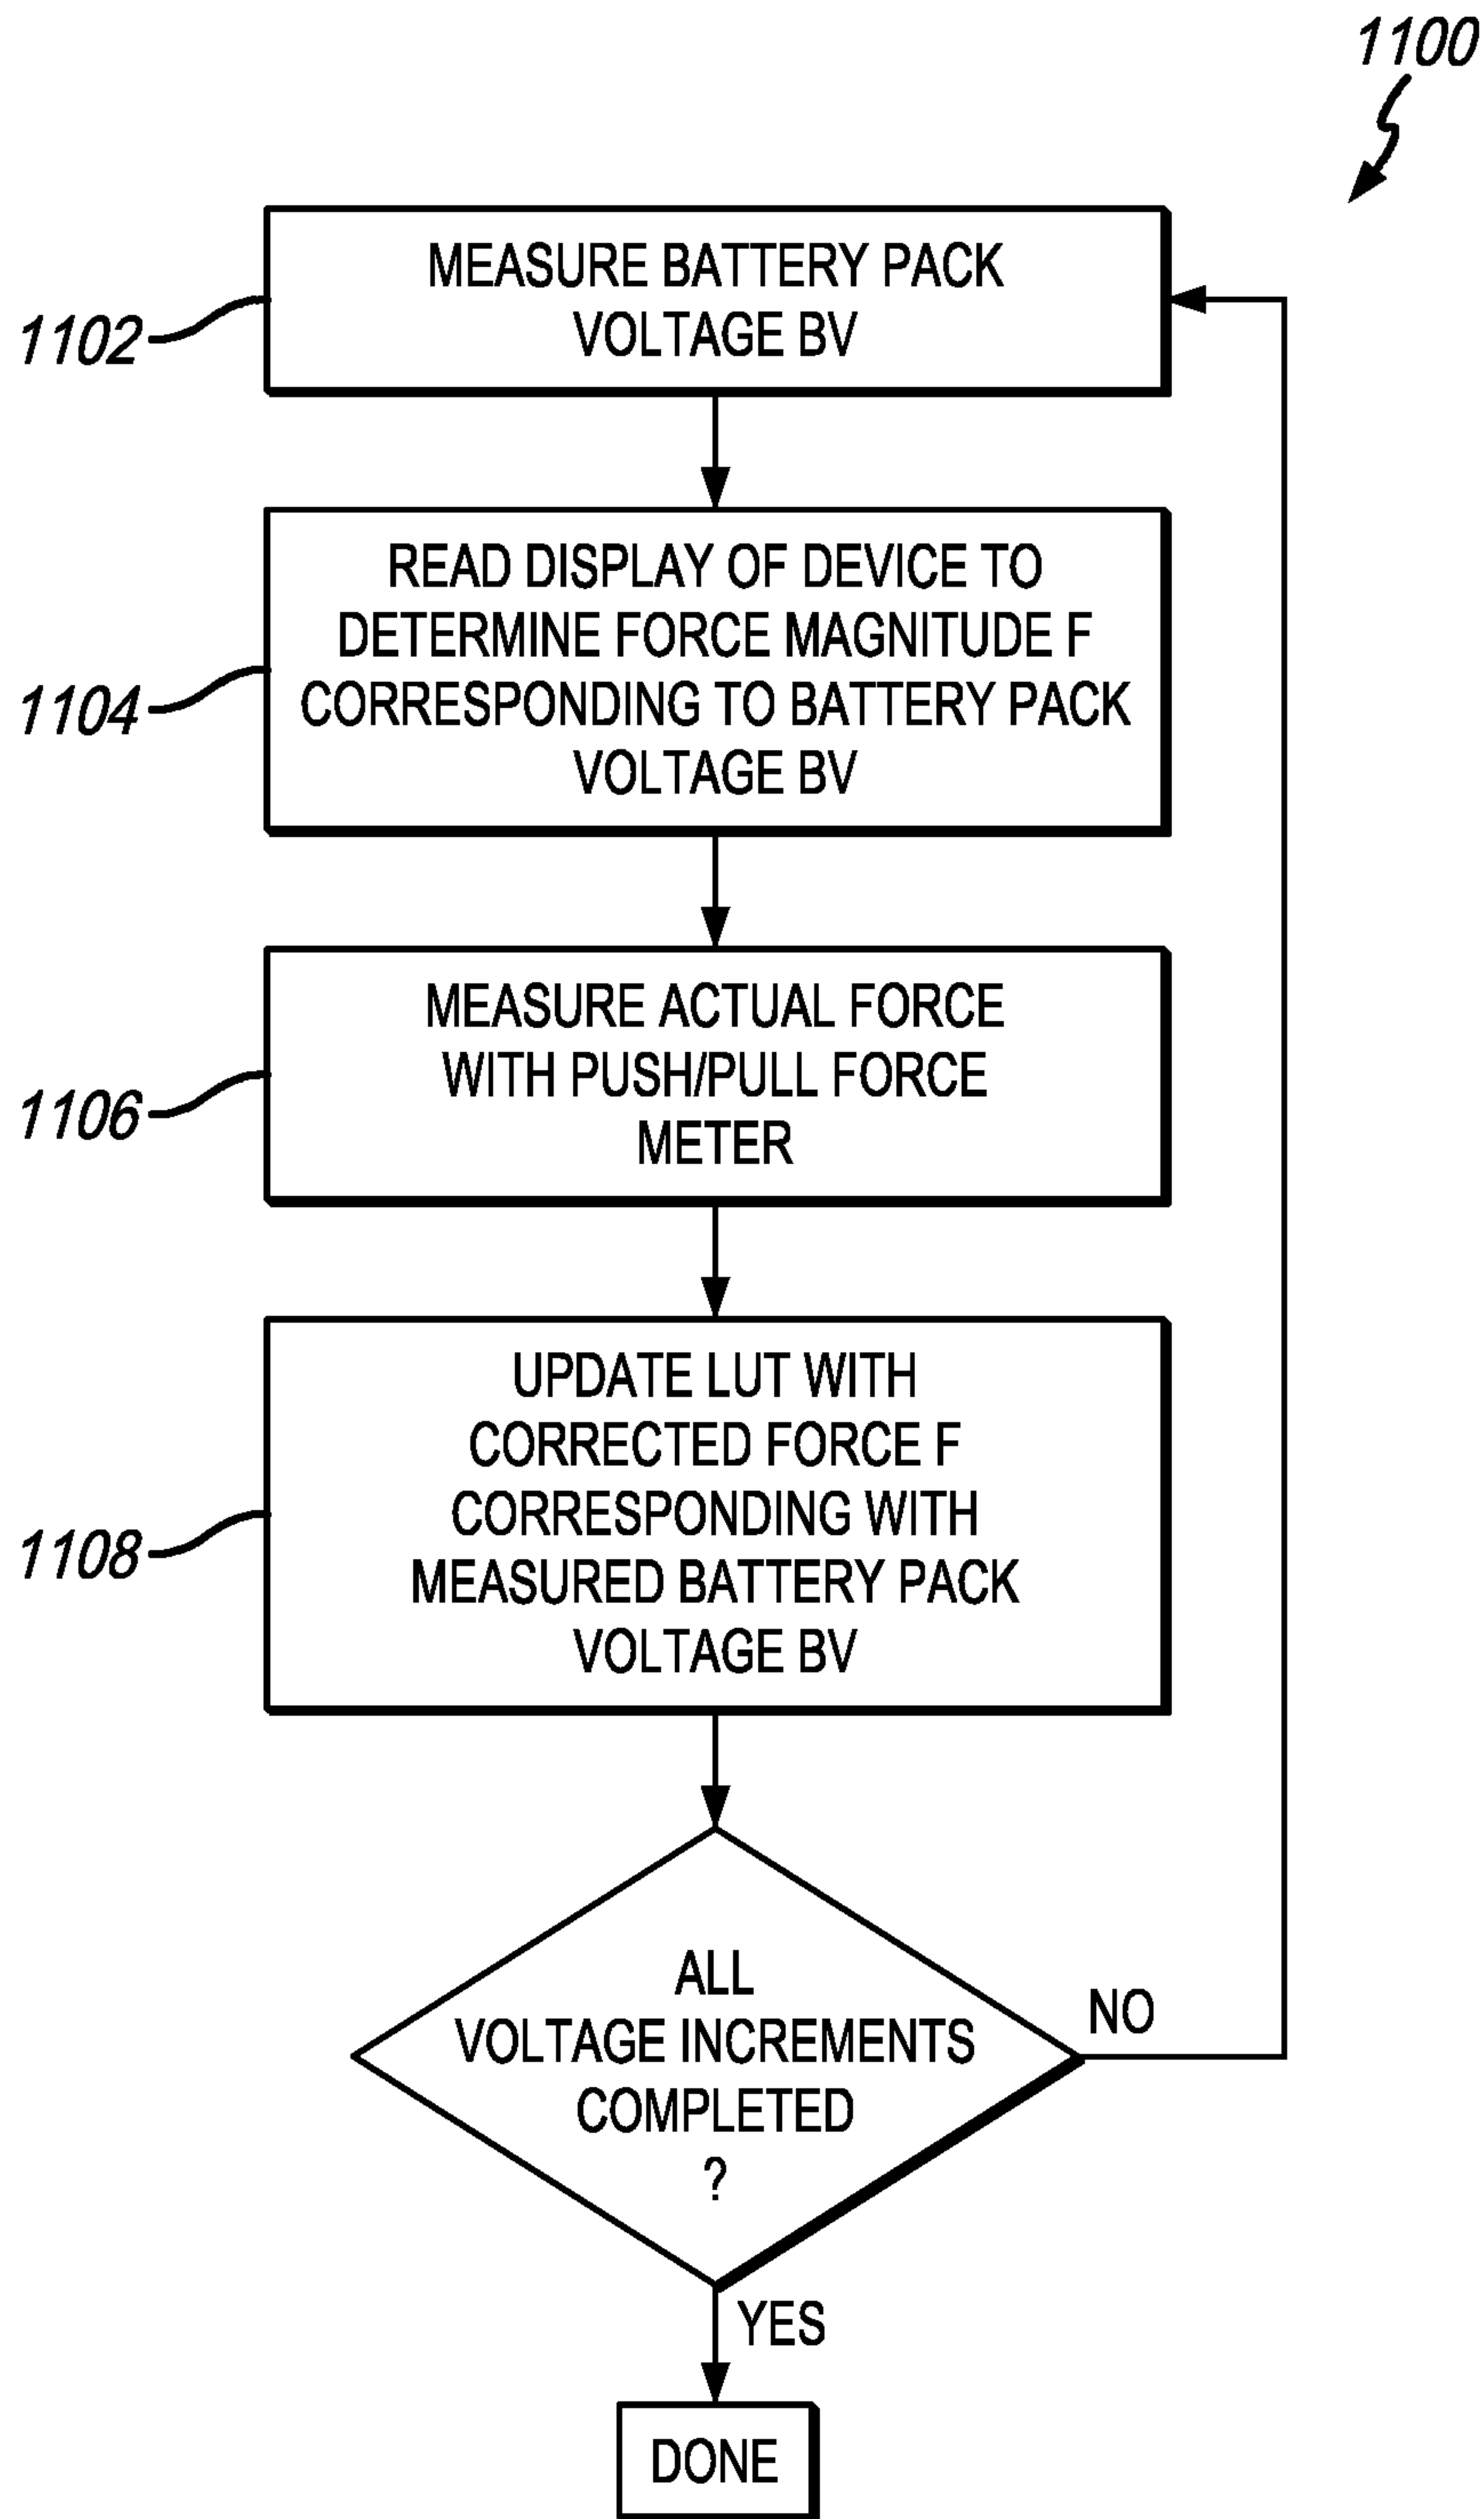 1100
MEASURE BATTERY PACK
VOLTAGE BV
1102
READ DISPLAY OF DEVICE TO
DETERMINE FORCE MAGNITUDE F
CORRESPONDING TO BATTERY PACK
VOLTAGE BV
1104
MEASURE ACTUAL FORCE
WITH PUSH/PULL FORCE
METER
1106
UPDATE LUT WITH
CORRECTED FORCE F
CORRESPONDING WITH
MEASURED BATTERY PACK
VOLTAGE BV
1108
ALL
VOLTAGE INCREMENTS
COMPLETED
?
NO
YES
DONE